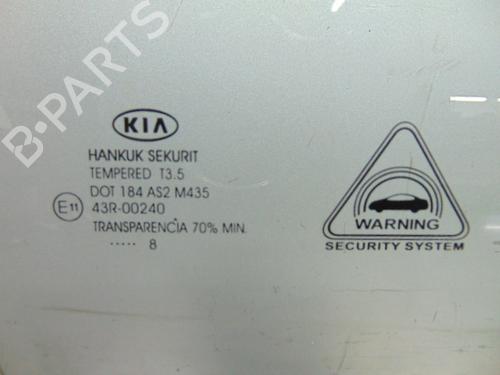 B-PARTS
KIA
HANKUK SEKURIT
TEMPERED T3.5
DOT 184 AS2 M435
E11 43R-00240
TRANSPARENCIA 70% MIN.
..... 8
WARNING
SECURITY SYSTEM